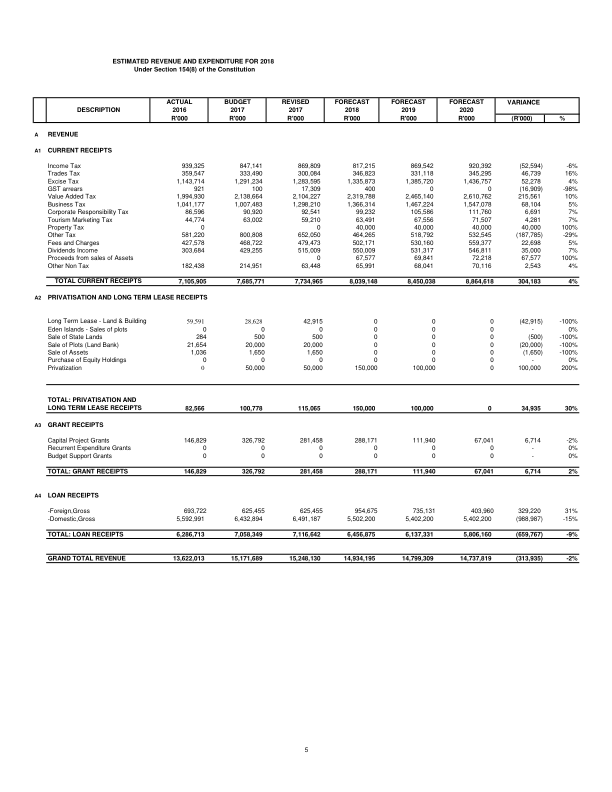 ESTIMATED REVENUE AND EXPENDITURE FOR 2018
Under Section 154(8) of the Constitution
ACTUAL BUDGET REVISED FORECAST FORECAST FORECAST VARIANCE
DESCRIPTION 2016 2017 2017 2018 2019 2020
R'000 R'000 R'000 R'000 R'000 R'000 (R'000) %
A REVENUE
A1 CURRENT RECEIPTS
Income Tax 939,325 847,141 869,809 817,215 869,542 920,392 (52,594) -6%
Trades Tax 359,547 333,490 300,084 346,823 331,118 345,295 46,739 16%
Excise Tax 1,143,714 1,291,234 1,283,595 1,335,873 1,385,720 1,436,757 52,278 4%
GST arrears 921 100 17,309 400 0 0 (16,909) -98%
Value Added Tax 1,994,930 2,138,664 2,104,227 2,319,788 2,465,140 2,610,762 215,561 10%
Business Tax 1,041,177 1,007,483 1,298,210 1,366,314 1,467,224 1,547,078 68,104 5%
Corporate Responsibility Tax 86,596 90,920 92,541 99,232 105,586 111,760 6,691 7%
Tourism Marketing Tax 44,774 63,002 59,210 63,491 67,556 71,507 4,281 7%
Property Tax 0 40,000 40,000 40,000 40,000 100%
Other Tax 581,220 800,808 652,050 464,265 518,792 532,545 (187,785) -29%
Fees and Charges 427,578 468,722 479,473 502,171 530,160 559,377 22,698 5%
Dividends Income 303,684 429,255 515,009 550,009 531,317 546,811 35,000 7%
Proceeds from sales of Assets 0 67,577 69,841 72,218 67,577 100%
Other Non Tax 182,438 214,951 63,448 65,991 68,041 70,116 2,543 4%
TOTAL CURRENT RECEIPTS 7,105,905 7,685,771 7,734,965 8,039,148 8,450,038 8,864,618 304,183 4%
A2 PRIVATISATION AND LONG TERM LEASE RECEIPTS
Long Term Lease - Land & Building 59,591 28,628 42,915 0 0 0 (42,915) -100%
Eden Islands - Sales of plots 0 0 0 0 0 0 - 0%
Sale of State Lands 284 500 500 0 0 0 (500) -100%
Sale of Plots (Land Bank) 21,654 20,000 20,000 0 0 0 (20,000) -100%
Sale of Assets 1,036 1,650 1,650 0 0 0 (1,650) -100%
Purchase of Equity Holdings 0 0 0 0 0 0 - 0%
Privatization 0 50,000 50,000 150,000 100,000 0 100,000 200%
TOTAL: PRIVATISATION AND
LONG TERM LEASE RECEIPTS 82,566 100,778 115,065 150,000 100,000 0 34,935 30%
A3 GRANT RECEIPTS
Capital Project Grants 146,829 326,792 281,458 288,171 111,940 67,041 6,714 -2%
Recurrent Expenditure Grants 0 0 0 0 0 0 - 0%
Budget Support Grants 0 0 0 0 0 0 - 0%
TOTAL: GRANT RECEIPTS 146,829 326,792 281,458 288,171 111,940 67,041 6,714 2%
A4 LOAN RECEIPTS
-Foreign,Gross 693,722 625,455 625,455 954,675 735,131 403,960 329,220 31%
-Domestic,Gross 5,592,991 6,432,894 6,491,187 5,502,200 5,402,200 5,402,200 (988,987) -15%
TOTAL: LOAN RECEIPTS 6,286,713 7,058,349 7,116,642 6,456,875 6,137,331 5,806,160 (659,767) -9%
GRAND TOTAL REVENUE 13,622,013 15,171,689 15,248,130 14,934,195 14,799,309 14,737,819 (313,935) -2%
5